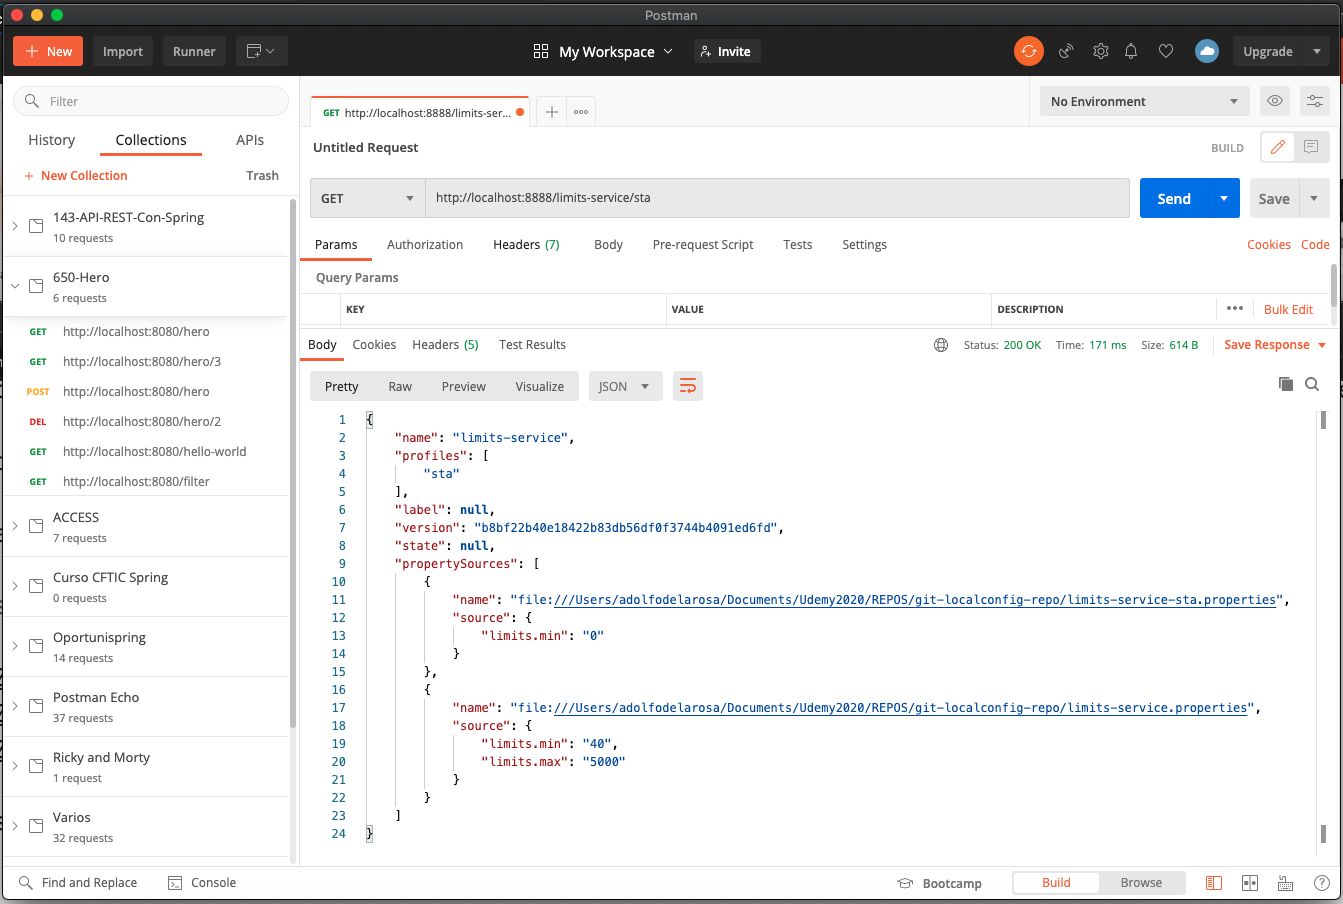 Postman
New
Import
Runner
My Workspace
Invite
Upgrade
Filter
History
Collections
APIs
+ New Collection
Trash
143-API-REST-Con-Spring
10 requests
650-Hero
6 requests
GET http://localhost:8080/hero
GET http://localhost:8080/hero/3
POST http://localhost:8080/hero
DEL http://localhost:8080/hero/2
GET http://localhost:8080/hello-world
GET http://localhost:8080/filter
ACCESS
7 requests
Curso CFTIC Spring
0 requests
Oportunispring
14 requests
Postman Echo
37 requests
Ricky and Morty
1 request
Varios
32 requests
GET http://localhost:8888/limits-ser...
No Environment
Untitled Request
BUILD
GET
http://localhost:8888/limits-service/sta
Send
Save
Params
Authorization
Headers (7)
Body
Pre-request Script
Tests
Settings
Cookies
Code
Query Params
KEY
VALUE
DESCRIPTION
Bulk Edit
Body
Cookies
Headers (5)
Test Results
Status: 200 OK
Time: 171 ms
Size: 614 B
Save Response
Pretty
Raw
Preview
Visualize
JSON
1 {
2 "name": "limits-service",
3 "profiles": [
4 "sta"
5 ],
6 "label": null,
7 "version": "b8bf22b40e18422b83db56df0f3744b4091ed6fd",
8 "state": null,
9 "propertySources": [
10 {
11 "name": "file:///Users/adolfodelarosa/Documents/Udemy2020/REPOS/git-localconfig-repo/limits-service-sta.properties",
12 "source": {
13 "limits.min": "0"
14 }
15 },
16 {
17 "name": "file:///Users/adolfodelarosa/Documents/Udemy2020/REPOS/git-localconfig-repo/limits-service.properties",
18 "source": {
19 "limits.min": "40",
20 "limits.max": "5000"
21 }
22 }
23 ]
24 }
Find and Replace
Console
Bootcamp
Build
Browse